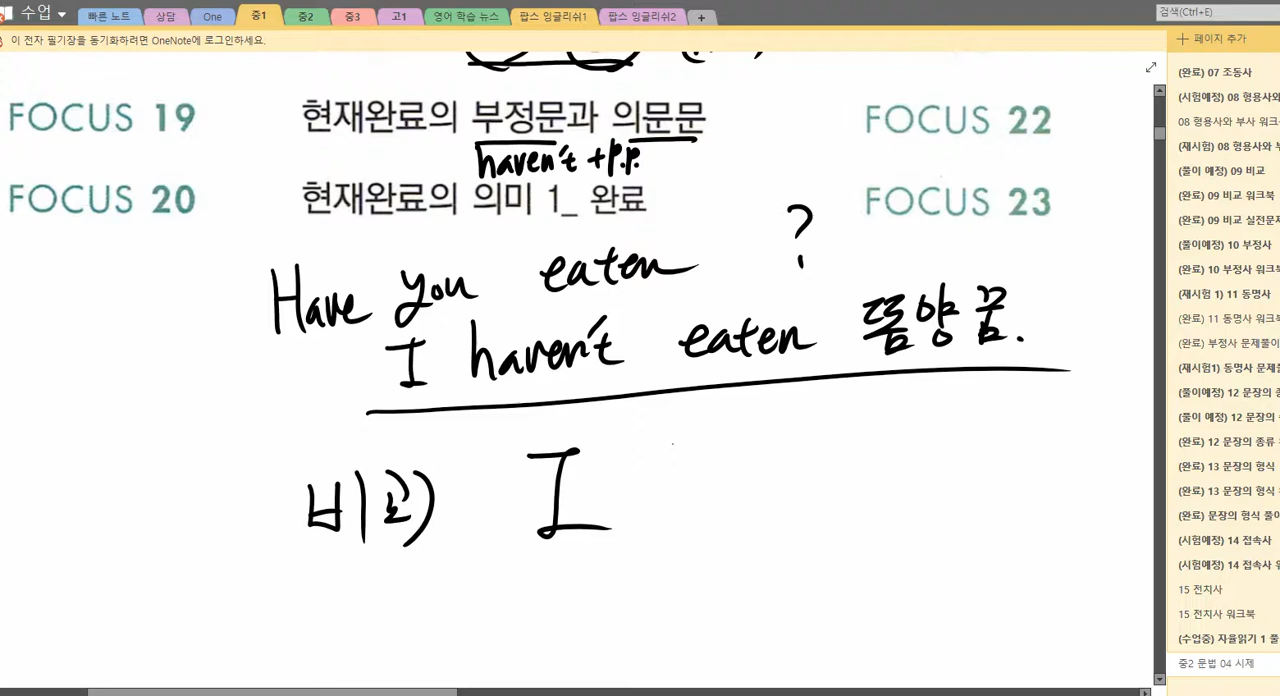 수업
빠른 노트 상담 One 중1 중2 중3 고1 영어 학습 뉴스 팝스 잉글리쉬1 팝스 잉글리쉬2 +
검색(Ctrl+E)
이 전자 필기장을 동기화하려면 OneNote에 로그인하세요.
페이지 추가
FOCUS 19 현재완료의 부정문과 의문문 FOCUS 22
haven't + p.p.
FOCUS 20 현재완료의 의미 1_ 완료 FOCUS 23
Have you eaten ?
I haven't eaten 똠양꿈.
비교) I
(완료) 07 조동사
(시험예정) 08 형용사와
08 형용사와 부사 워크
(재시험) 08 형용사와 부
(풀이 예정) 09 비교
(완료) 09 비교 워크북
(완료) 09 비교 실전문제
(풀이예정) 10 부정사
(완료) 10 부정사 워크북
(재시험 1) 11 동명사
(완료) 11 동명사 워크
(완료) 부정사 문제풀이
(재시험1) 동명사 문제
(풀이예정) 12 문장의
(풀이 예정) 12 문장의
(완료) 12 문장의 종류
(완료) 13 문장의 형식
(완료) 13 문장의 형식
(완료) 문장의 형식 풀이
(시험예정) 14 접속사
(시험예정) 14 접속사 워
15 전치사
15 전치사 워크북
(수업중) 자율읽기 1 풀
중2 문법 04 시제